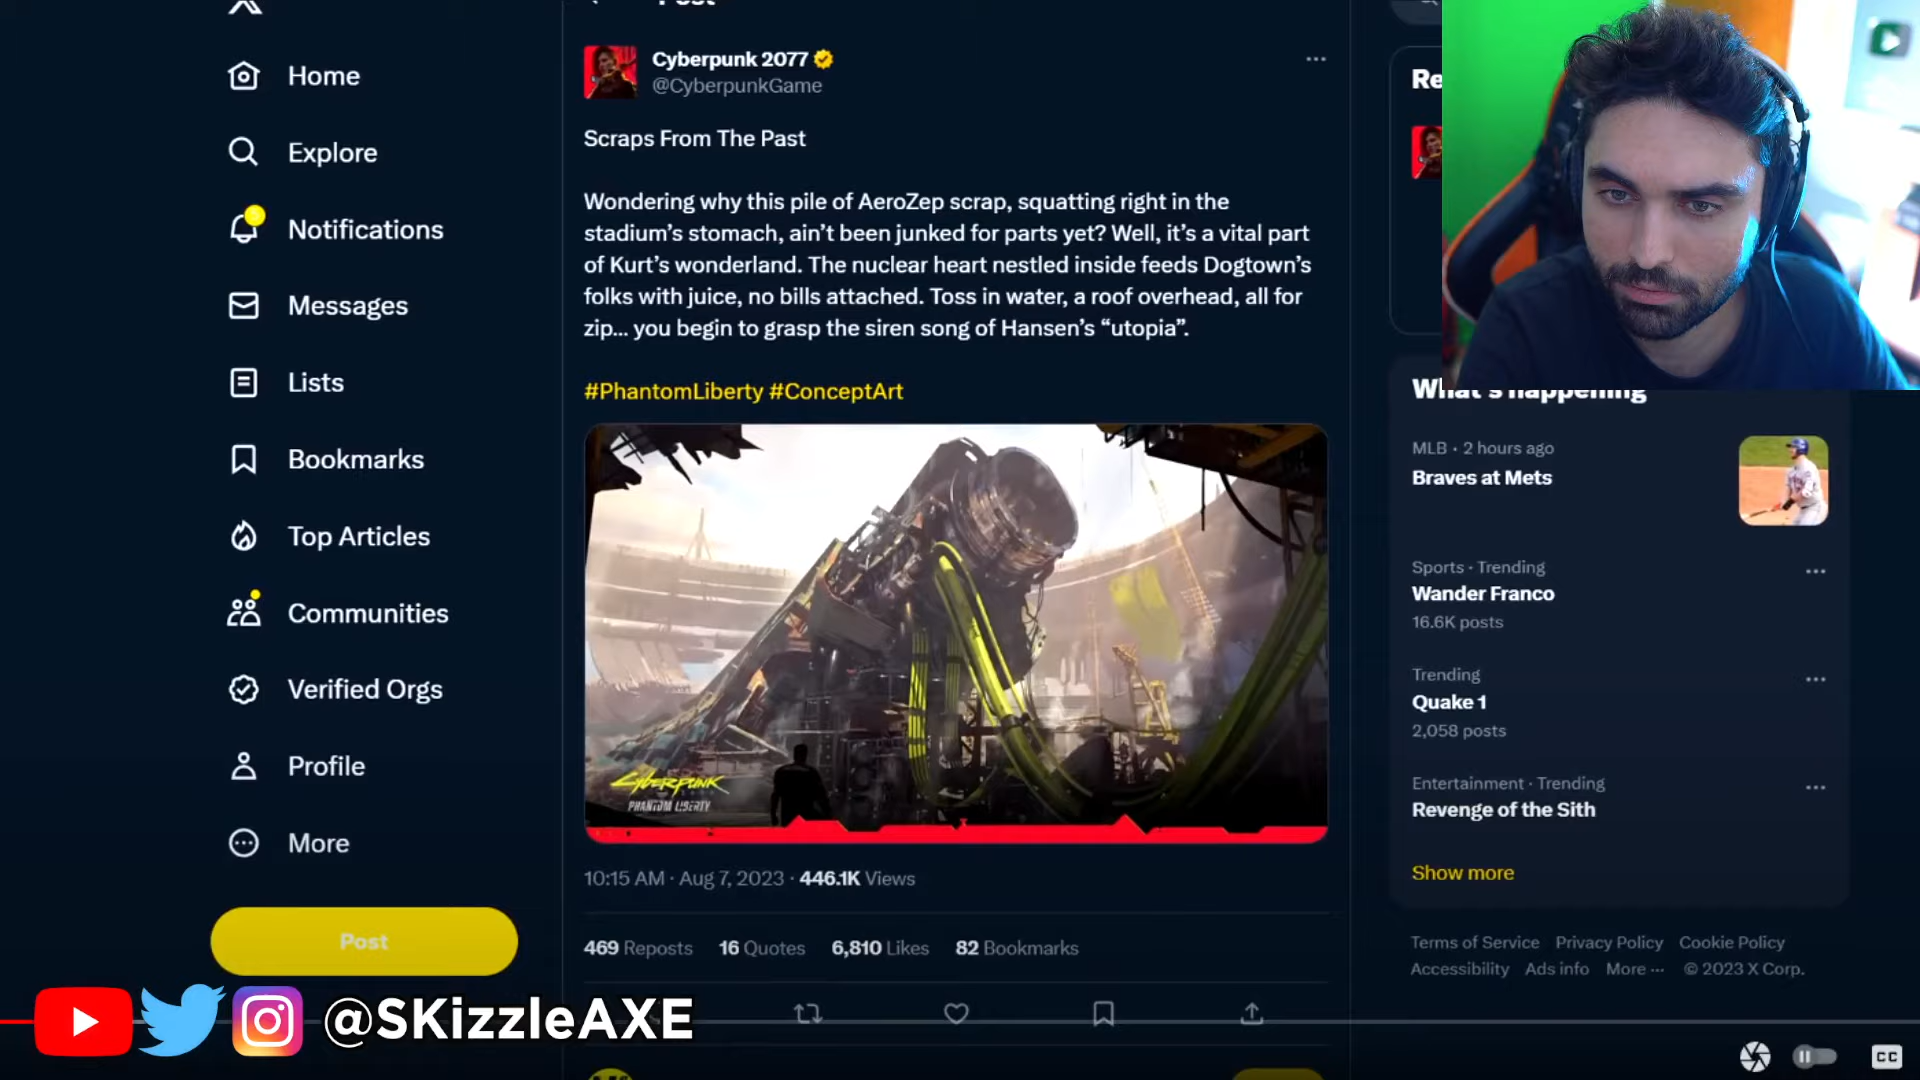 Home
Explore
Notifications
Messages
Lists
Bookmarks
Top Articles
Communities
Verified Orgs
Profile
More
Post
Post
Cyberpunk 2077
@CyberpunkGame
Scraps From The Past
Wondering why this pile of AeroZep scrap, squatting right in the
stadium's stomach, ain't been junked for parts yet? Well, it's a vital part
of Kurt's wonderland. The nuclear heart nestled inside feeds Dogtown's
folks with juice, no bills attached. Toss in water, a roof overhead, all for
zip... you begin to grasp the siren song of Hansen's “utopia”.
#PhantomLiberty #ConceptArt
Cyberpunk
PHANTOM LIBERTY
10:15 AM · Aug 7, 2023 · 446.1K Views
469 Reposts 16 Quotes 6,810 Likes 82 Bookmarks
Re
What's happening
MLB · 2 hours ago
Braves at Mets
Sports · Trending
Wander Franco
16.6K posts
Trending
Quake 1
2,058 posts
Entertainment · Trending
Revenge of the Sith
Show more
Terms of Service Privacy Policy Cookie Policy
Accessibility Ads info More ... © 2023 X Corp.
@SKizzleAXE
CC